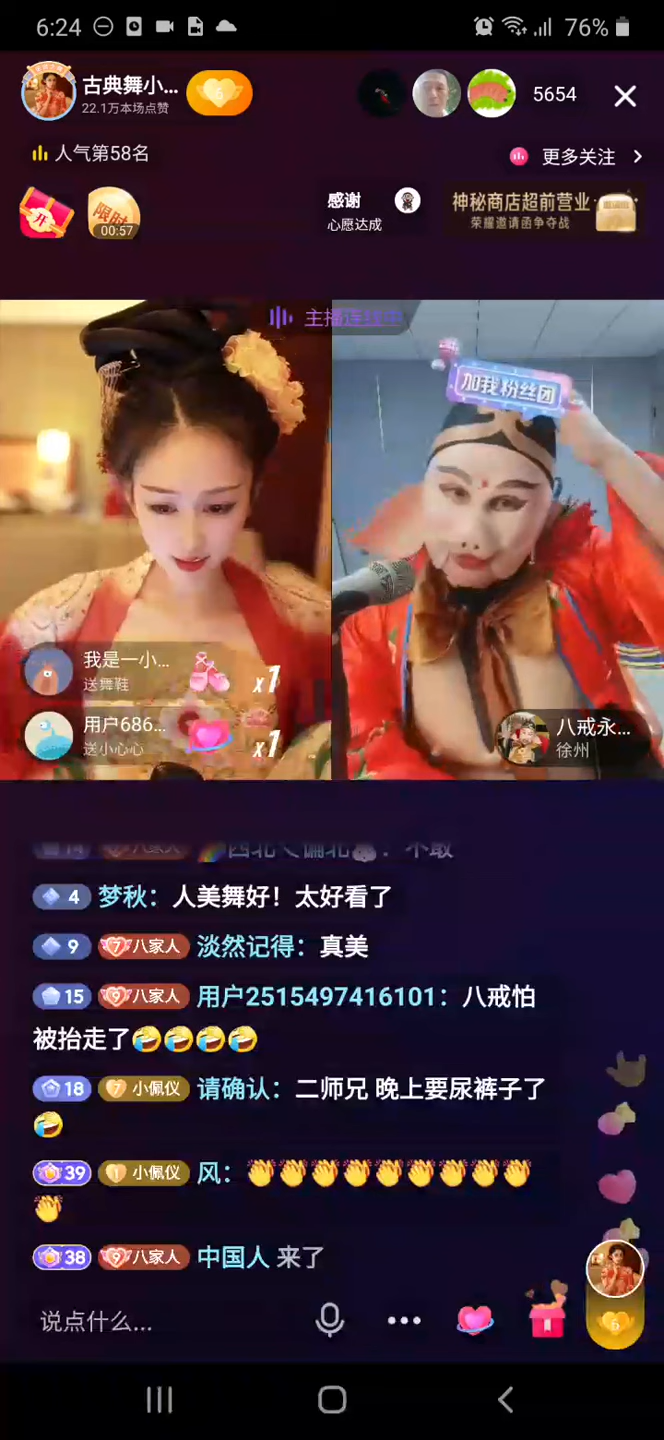 6:24
76%
古典舞小...
22.1万本场点赞
6
5654
人气第58名
更多关注
开
限时
00:57
感谢
心愿达成
神秘商店超前营业
荣耀邀请函争夺战
主播连线中
加我粉丝团
我是一小...
送舞鞋
x1
用户686...
送小心心
x1
八戒永...
徐州
西北乀偏北 : 不敢
4 梦秋: 人美舞好! 太好看了
9 7 八家人 淡然记得: 真美
15 9 八家人 用户2515497416101: 八戒怕
被抬走了🤣🤣🤣🤣
18 7 小佩仪 请确认: 二师兄 晚上要尿裤子了
🤣
39 1 小佩仪 风: 👏👏👏👏👏👏👏👏👏
👏
38 9 八家人 中国人 来了
说点什么...
6